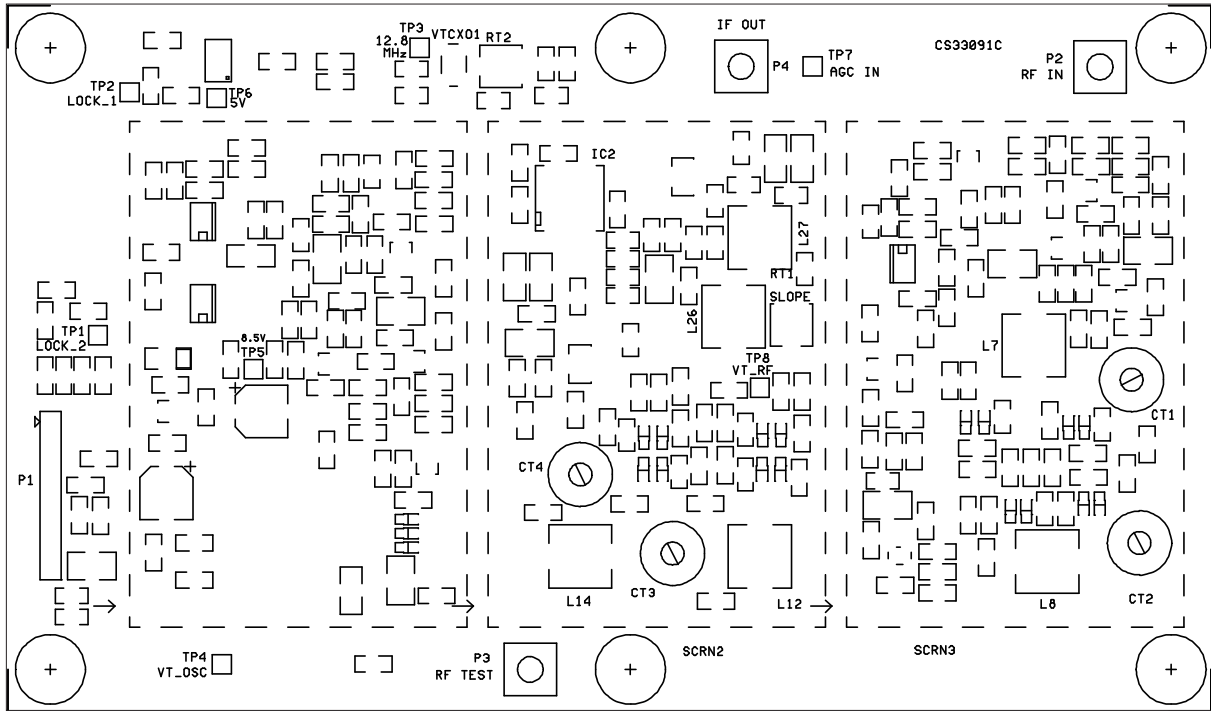 IF OUT
TP3
12.8
MHz
VTCXO1
RT2
CS33091C
P4
TP7
AGC IN
P2
RF IN
TP2
LOCK_1
TP6
5V
IC2
L27
RT1
SLOPE
L26
TP1
LOCK_2
8.5V
TP5
L7
TP8
VT_RF
CT1
P1
CT4
L14
CT3
L12
L8
CT2
TP4
VT_OSC
P3
RF TEST
SCRN2
SCRN3